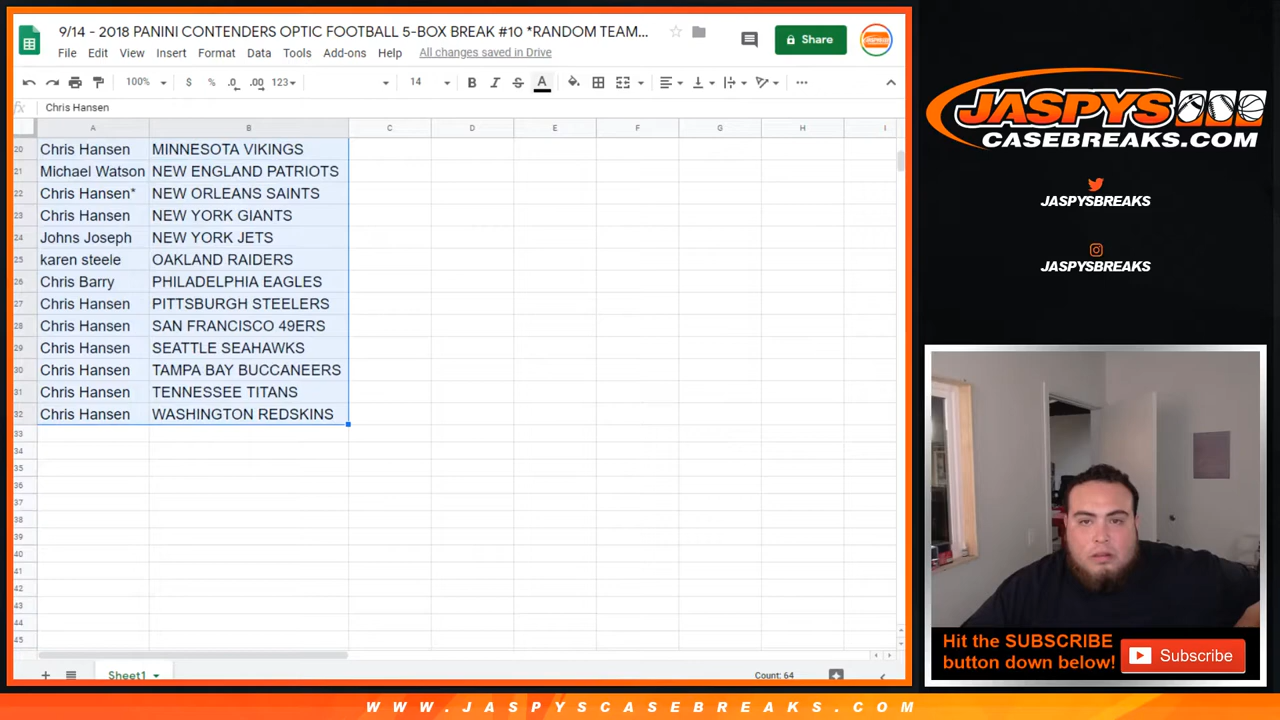 9/14 - 2018 PANINI CONTENDERS OPTIC FOOTBALL 5-BOX BREAK #10 *RANDOM TEAM...
Share
File Edit View Insert Format Data Tools Add-ons Help All changes saved in Drive
100% $ % .0 .00 123 14 B I S A
fx Chris Hansen
A B C D E F G H I
20 Chris Hansen MINNESOTA VIKINGS
21 Michael Watson NEW ENGLAND PATRIOTS
22 Chris Hansen* NEW ORLEANS SAINTS
23 Chris Hansen NEW YORK GIANTS
24 Johns Joseph NEW YORK JETS
25 karen steele OAKLAND RAIDERS
26 Chris Barry PHILADELPHIA EAGLES
27 Chris Hansen PITTSBURGH STEELERS
28 Chris Hansen SAN FRANCISCO 49ERS
29 Chris Hansen SEATTLE SEAHAWKS
30 Chris Hansen TAMPA BAY BUCCANEERS
31 Chris Hansen TENNESSEE TITANS
32 Chris Hansen WASHINGTON REDSKINS
33
34
35
36
37
38
39
40
41
42
43
44
45
Sheet1
Count: 64
JASPYS
CASEBREAKS.COM
JASPYSBREAKS
JASPYSBREAKS
Hit the SUBSCRIBE
button down below!
Subscribe
WWW.JASPYSCASEBREAKS.COM